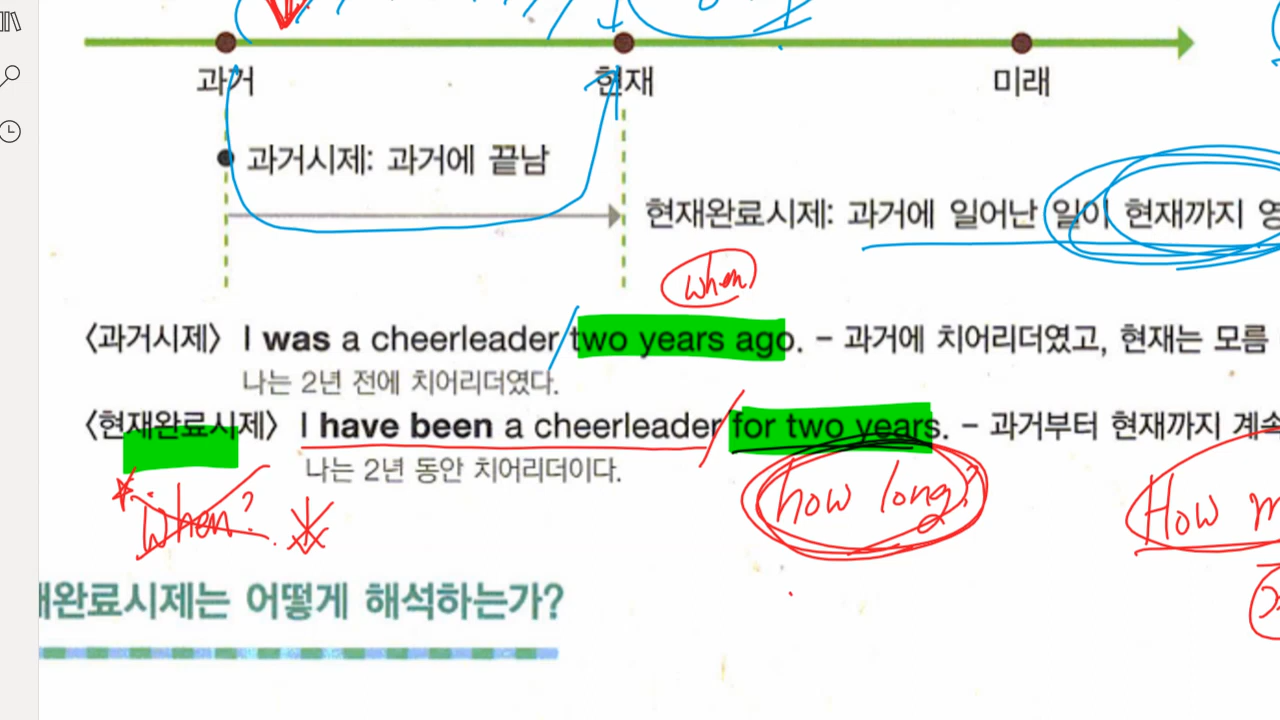 과거 현재 미래
과거시제: 과거에 끝남
현재완료시제: 과거에 일어난 일이 현재까지 영
when
〈과거시제〉 I was a cheerleader two years ago. – 과거에 치어리더였고, 현재는 모름
나는 2년 전에 치어리더였다.
〈현재완료시제〉 I have been a cheerleader for two years. – 과거부터 현재까지 계속
나는 2년 동안 치어리더이다.
When? how long? How m
재완료시제는 어떻게 해석하는가?